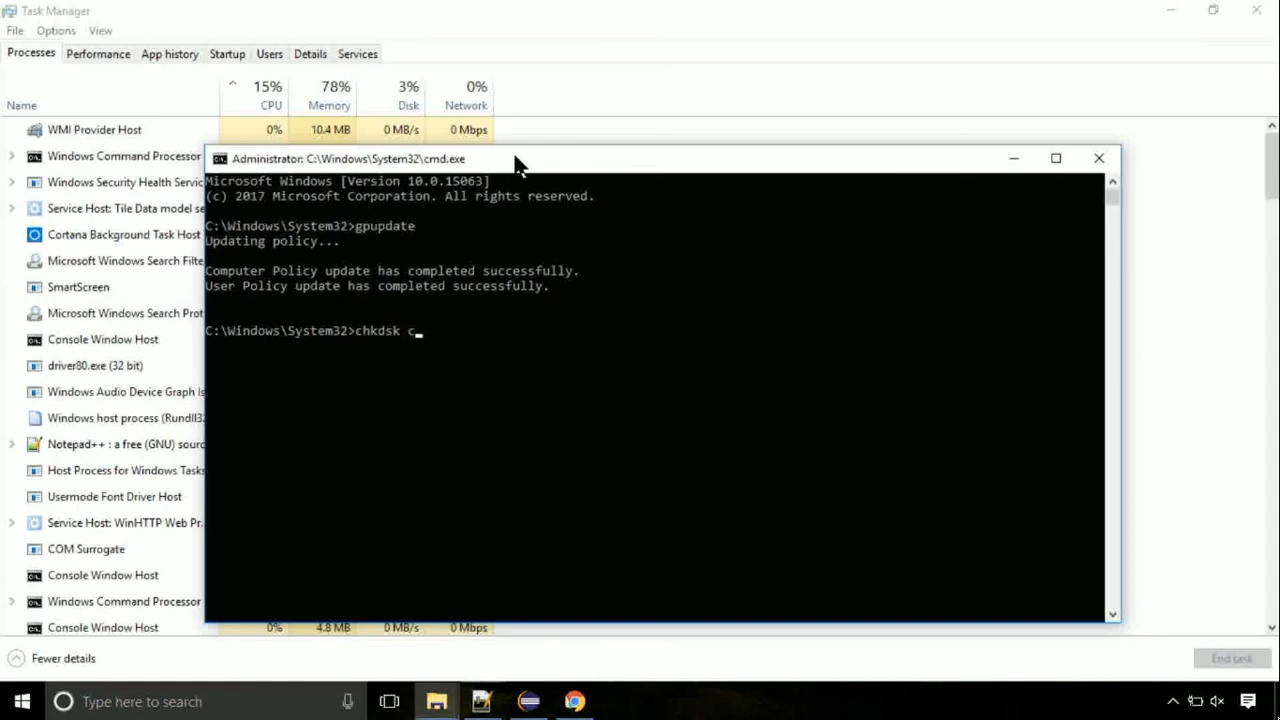 Task Manager
File Options View
Processes Performance App history Startup Users Details Services
15% 78% 3% 0%
Name CPU Memory Disk Network
WMI Provider Host 0% 10.4 MB 0 MB/s 0 Mbps
Windows Command Processor
Windows Security Health Servic
Service Host: Tile Data model se
Cortana Background Task Host
Microsoft Windows Search Filte
SmartScreen
Microsoft Windows Search Prot
Console Window Host
driver80.exe (32 bit)
Windows Audio Device Graph Is
Windows host process (Rundll32
Notepad++ : a free (GNU) sourc
Host Process for Windows Tasks
Usermode Font Driver Host
Service Host: WinHTTP Web Pr.
COM Surrogate
Console Window Host
Windows Command Processor
Console Window Host 0% 4.8 MB 0 MB/s 0 Mbps
Administrator: C:\Windows\System32\cmd.exe
Microsoft Windows [Version 10.0.15063]
(c) 2017 Microsoft Corporation. All rights reserved.
C:\Windows\System32>gpupdate
Updating policy...
Computer Policy update has completed successfully.
User Policy update has completed successfully.
C:\Windows\System32>chkdsk c
Fewer details
End task
Type here to search